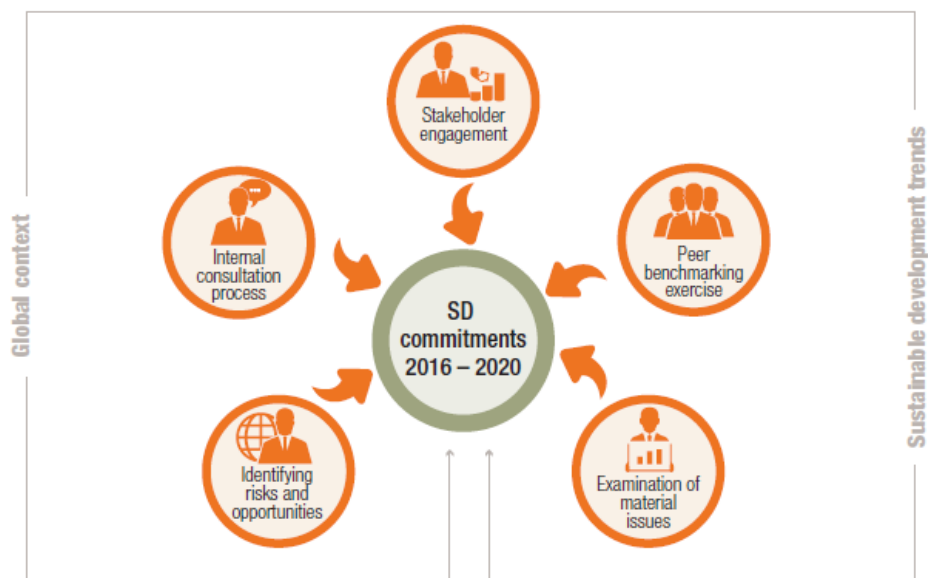 Stakeholder
engagement
Internal
consultation
process
Peer
benchmarking
exercise
SD
commitments
2016 – 2020
Identifying
risks and
opportunities
Examination of
material
issues
Global context
Sustainable development trends